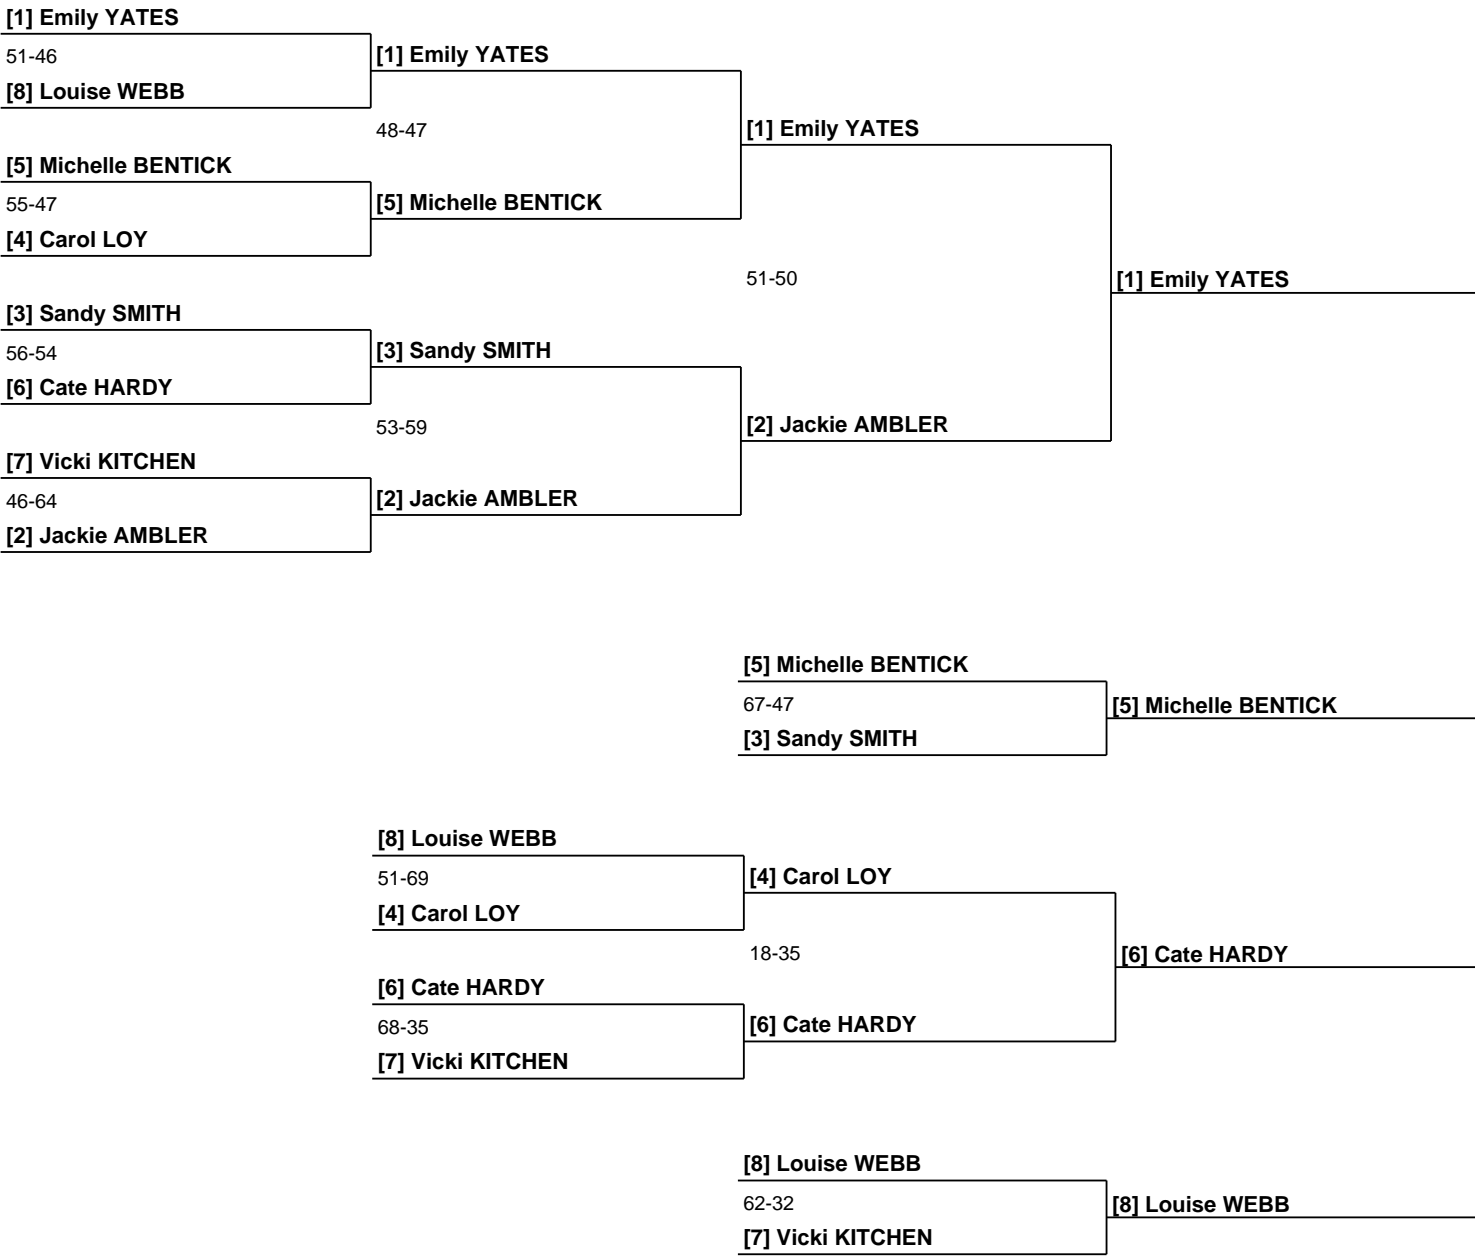 [1] Emily YATES
51-46
[8] Louise WEBB
[1] Emily YATES
48-47
[5] Michelle BENTICK
55-47
[4] Carol LOY
[5] Michelle BENTICK
[1] Emily YATES
51-50
[3] Sandy SMITH
56-54
[6] Cate HARDY
[3] Sandy SMITH
53-59
[7] Vicki KITCHEN
46-64
[2] Jackie AMBLER
[2] Jackie AMBLER
[2] Jackie AMBLER
[1] Emily YATES
[5] Michelle BENTICK
67-47
[3] Sandy SMITH
[5] Michelle BENTICK
[8] Louise WEBB
51-69
[4] Carol LOY
[4] Carol LOY
18-35
[6] Cate HARDY
68-35
[7] Vicki KITCHEN
[6] Cate HARDY
[6] Cate HARDY
[8] Louise WEBB
62-32
[7] Vicki KITCHEN
[8] Louise WEBB